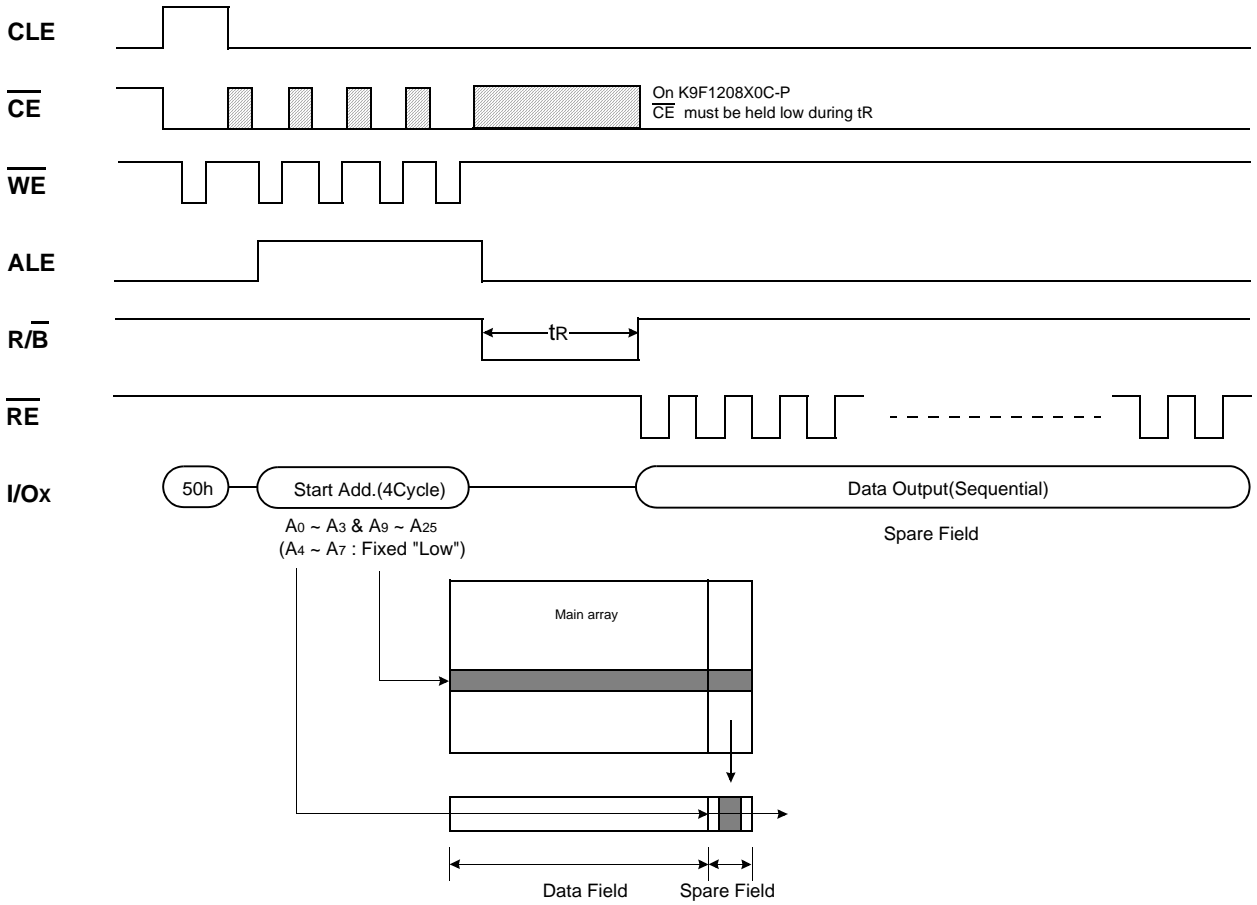 CLE
CE
On K9F1208X0C-P
CE must be held low during tR
WE
ALE
R/B
tR
RE
I/Ox
50h
Start Add.(4Cycle)
Data Output(Sequential)
A0 ~ A3 & A9 ~ A25
(A4 ~ A7 : Fixed "Low")
Spare Field
Main array
Data Field
Spare Field